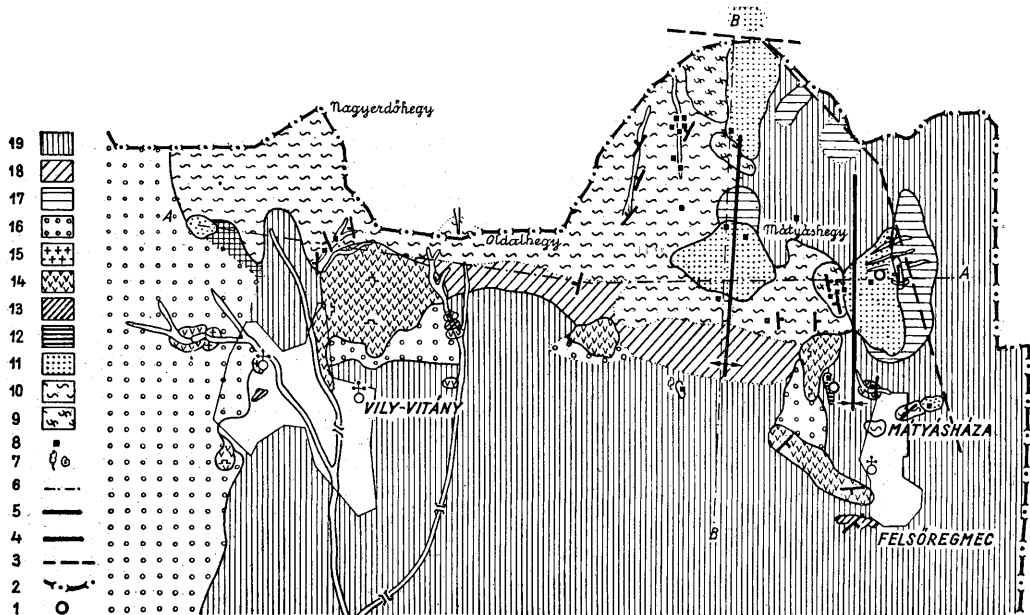 B
Nagyerdőhegy
A
Oldalhegy
Mátyáshegy
A
VILY-VITÁNY
MÁTYÁSHÁZA
FELSŐREGMEC
B
19
18
17
16
15
14
13
12
11
10
9
8
7
6
5
4
3
2
1